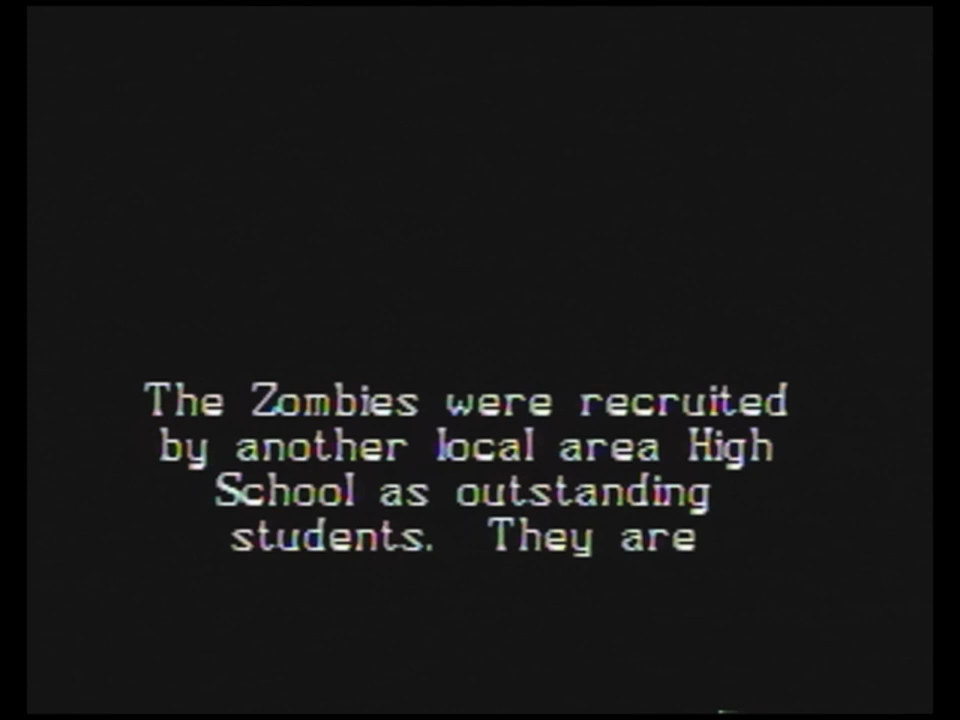 The Zombies were recruited
by another local area High
School as outstanding
students.  They are